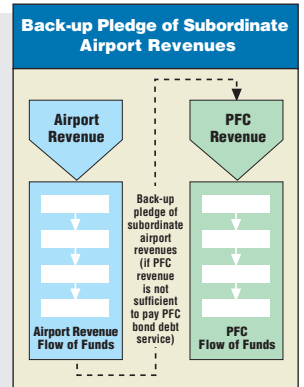 Back-up Pledge of Subordinate
Airport Revenues
Airport
Revenue
PFC
Revenue
Back-up
pledge of
subordinate
airport
revenues
(if PFC
revenue
is not
sufficient
to pay PFC
bond debt
service)
Airport Revenue
Flow of Funds
PFC
Flow of Funds